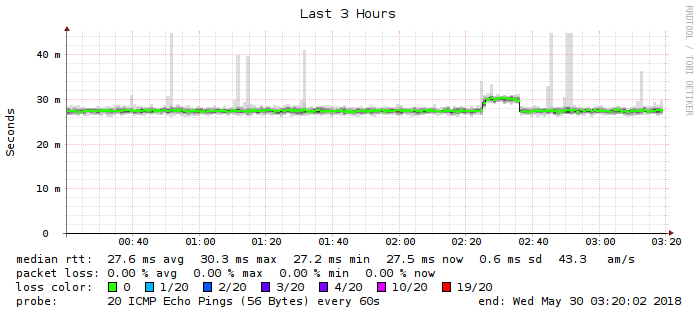 Last 3 Hours
RRDTOOL / TOBI OETIKER
Seconds
40 m
30 m
20 m
10 m
0
00:40 01:00 01:20 01:40 02:00 02:20 02:40 03:00 03:20
median rtt: 27.6 ms avg 30.3 ms max 27.2 ms min 27.5 ms now 0.6 ms sd 43.3 am/s
packet loss: 0.00 % avg 0.00 % max 0.00 % min 0.00 % now
loss color: 0 1/20 2/20 3/20 4/20 10/20 19/20
probe: 20 ICMP Echo Pings (56 Bytes) every 60s end: Wed May 30 03:20:02 2018